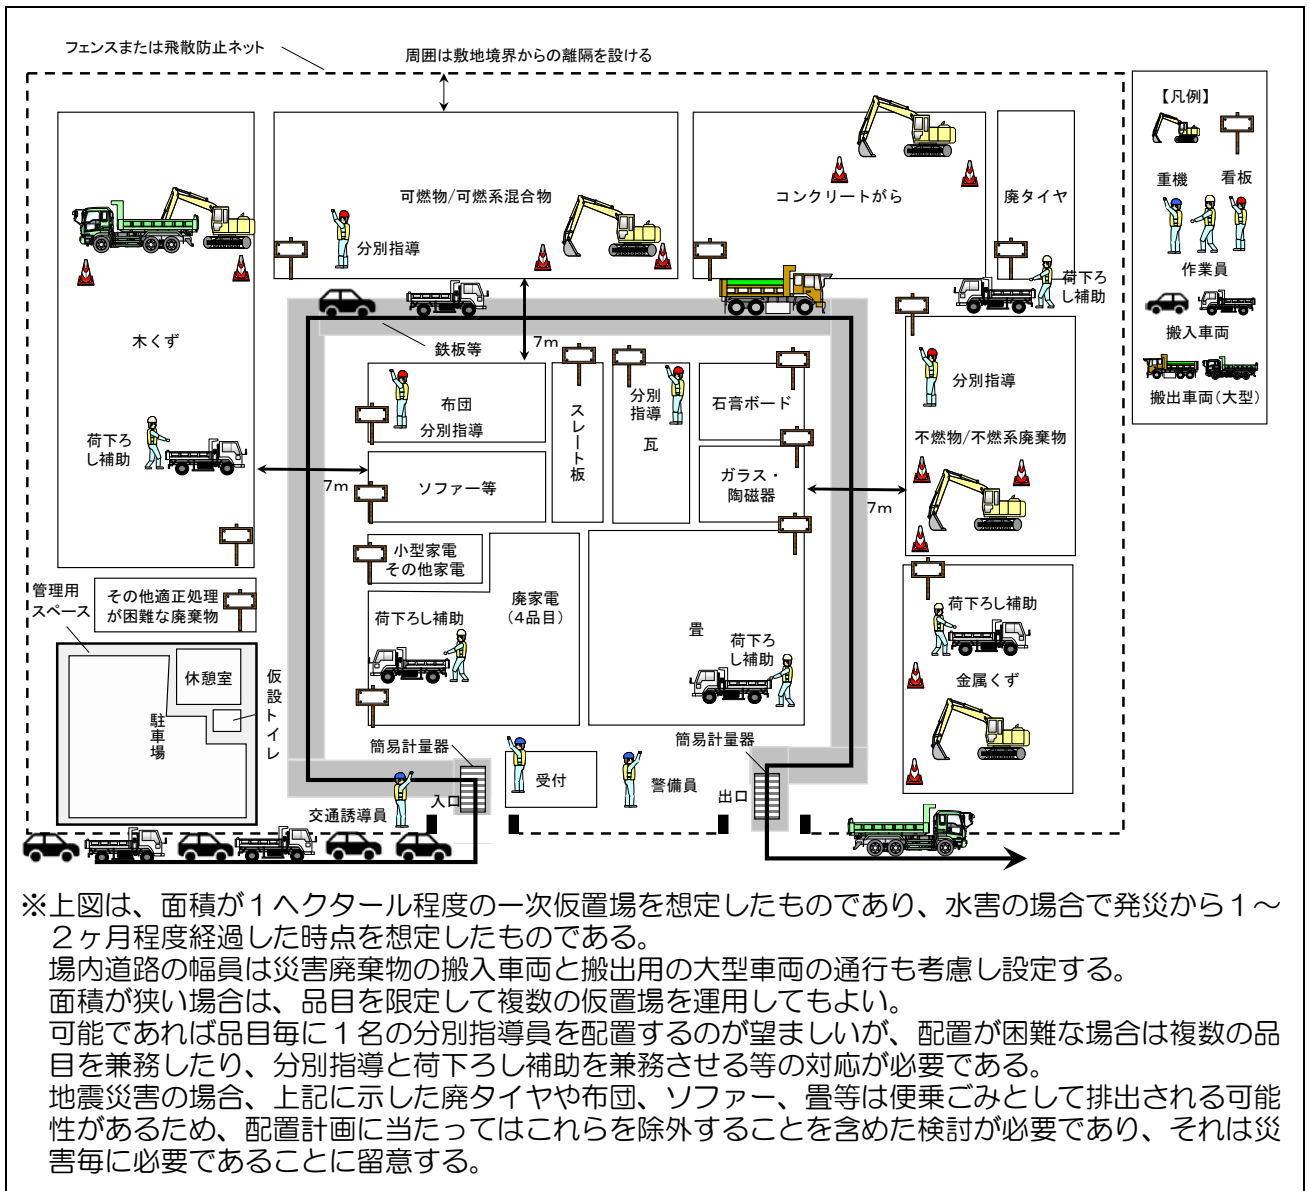 フェンスまたは飛散防止ネット
周囲は敷地境界からの離隔を設ける
【凡例】
重機
看板
作業員
搬入車両
搬出車両(大型)
可燃物/可燃系混合物
分別指導
コンクリートがら
廃タイヤ
荷下ろ
し補助
木くず
鉄板等
7m
布団
分別指導
スレート板
分別
指導
瓦
石膏ボード
分別指導
不燃物/不燃系廃棄物
荷下ろ
し補助
7m
ソファー等
ガラス・
陶磁器
7m
小型家電
その他家電
廃家電
(4品目)
荷下ろし補助
畳
荷下ろ
し補助
荷下ろし補助
金属くず
管理用
スペース
その他適正処理
が困難な廃棄物
休憩室
仮設トイレ
駐車場
簡易計量器
簡易計量器
受付
警備員
入口
出口
交通誘導員
※上図は、面積が1ヘクタール程度の一次仮置場を想定したものであり、水害の場合で発災から1～
2ヶ月程度経過した時点を想定したものである。
場内道路の幅員は災害廃棄物の搬入車両と搬出用の大型車両の通行も考慮し設定する。
面積が狭い場合は、品目を限定して複数の仮置場を運用してもよい。
可能であれば品目毎に1名の分別指導員を配置するのが望ましいが、配置が困難な場合は複数の品
目を兼務したり、分別指導と荷下ろし補助を兼務させる等の対応が必要である。
地震災害の場合、上記に示した廃タイヤや布団、ソファー、畳等は便乗ごみとして排出される可能
性があるため、配置計画に当たってはこれらを除外することを含めた検討が必要であり、それは災
害毎に必要であることに留意する。